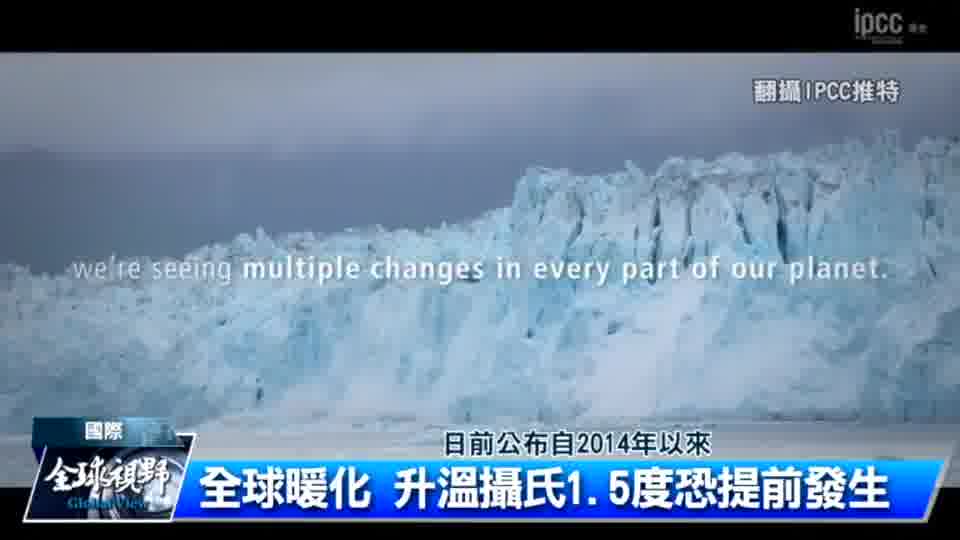 ipcc
翻攝IPCC推特
we're seeing multiple changes in every part of our planet.
國際
日前公布自2014年以來
全球視野
Global View
全球暖化 升溫攝氏1.5度恐提前發生